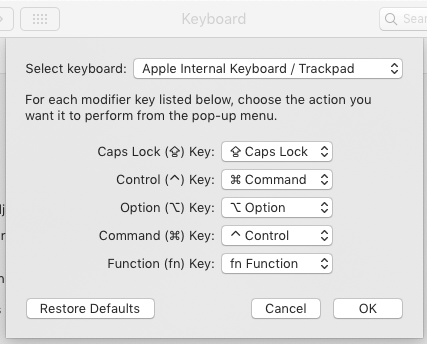 Keyboard
Select keyboard: Apple Internal Keyboard / Trackpad
For each modifier key listed below, choose the action you
want it to perform from the pop-up menu.
Caps Lock (⇪) Key: ⇪ Caps Lock
Control (^) Key: ⌘ Command
Option (⌥) Key: ⌥ Option
Command (⌘) Key: ^ Control
Function (fn) Key: fn Function
Restore Defaults Cancel OK